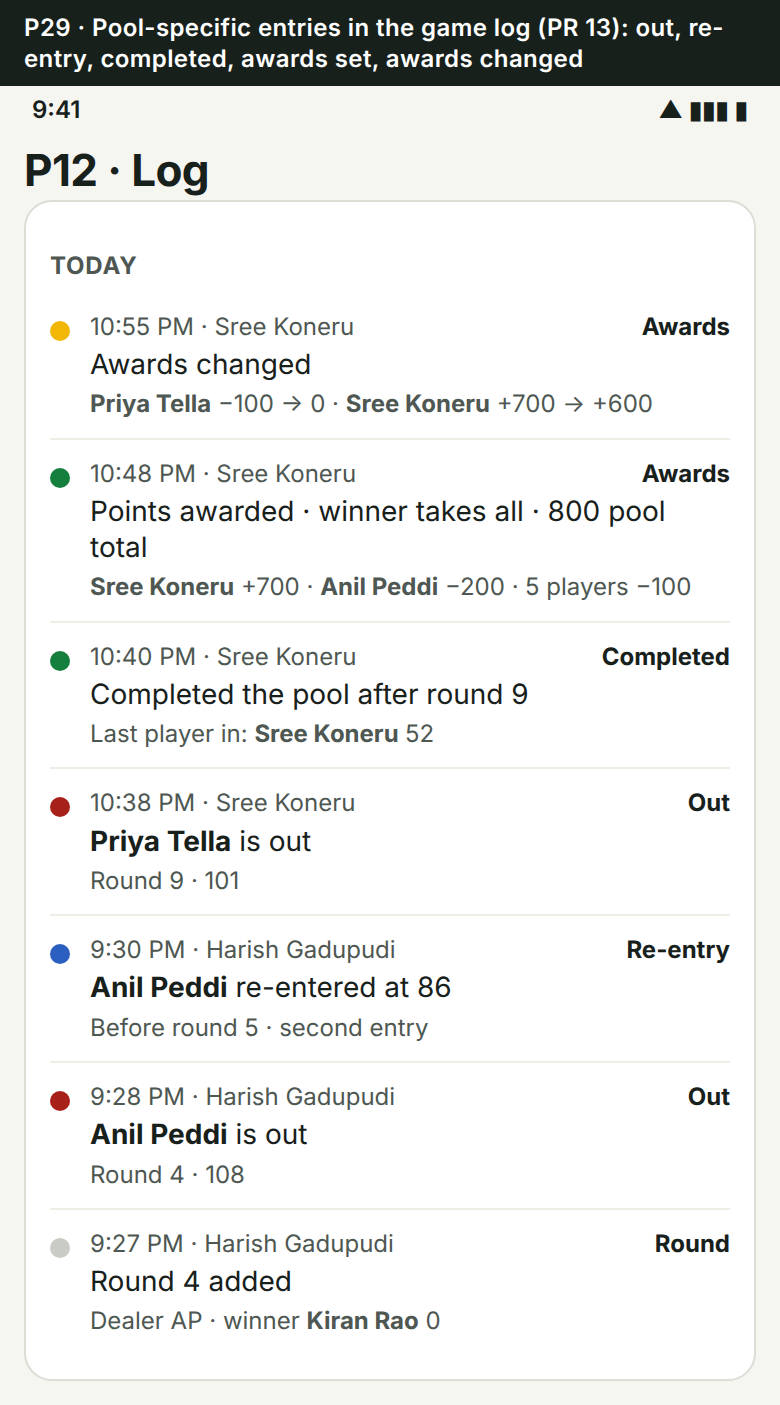 P29 · Pool-specific entries in the game log (PR 13): out, re-
entry, completed, awards set, awards changed
9:41
P12 · Log
TODAY
10:55 PM · Sree Koneru Awards
Awards changed
Priya Tella −100 → 0 · Sree Koneru +700 → +600
10:48 PM · Sree Koneru Awards
Points awarded · winner takes all · 800 pool
total
Sree Koneru +700 · Anil Peddi −200 · 5 players −100
10:40 PM · Sree Koneru Completed
Completed the pool after round 9
Last player in: Sree Koneru 52
10:38 PM · Sree Koneru Out
Priya Tella is out
Round 9 · 101
9:30 PM · Harish Gadupudi Re-entry
Anil Peddi re-entered at 86
Before round 5 · second entry
9:28 PM · Harish Gadupudi Out
Anil Peddi is out
Round 4 · 108
9:27 PM · Harish Gadupudi Round
Round 4 added
Dealer AP · winner Kiran Rao 0